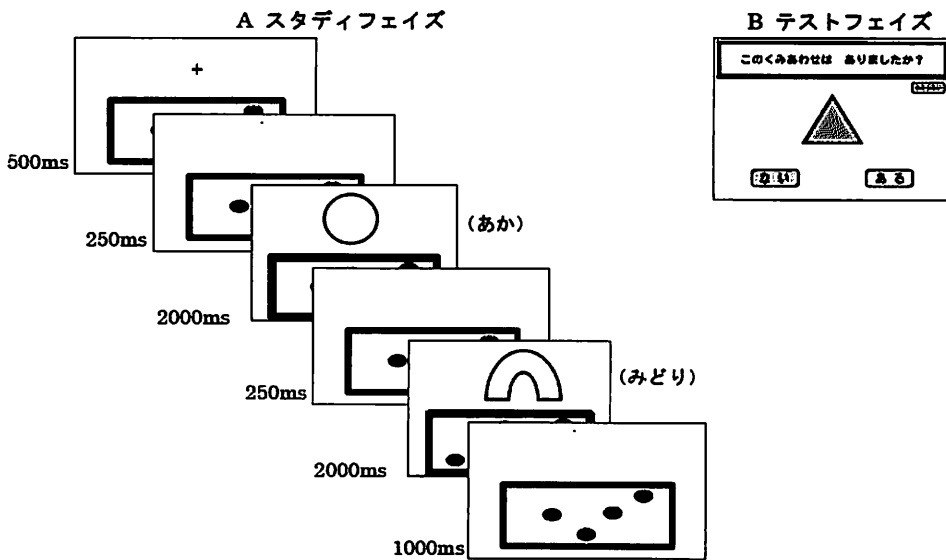 A スタディフェイズ
B テストフェイズ
+
500ms
250ms
(あか)
2000ms
250ms
(みどり)
2000ms
1000ms
このくみあわせは ありましたか?
ない
ある